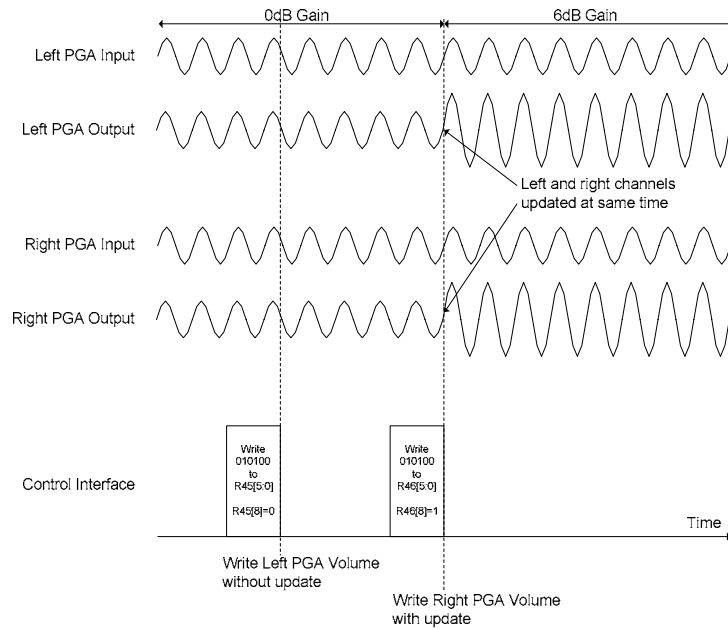 0dB Gain
6dB Gain
Left PGA Input
Left PGA Output
Left and right channels
updated at same time
Right PGA Input
Right PGA Output
Control Interface
Write
010100
to
R45[5:0]
R45[8]=0
Write
010100
to
R46[5:0]
R46[8]=1
Time
Write Left PGA Volume
without update
Write Right PGA Volume
with update